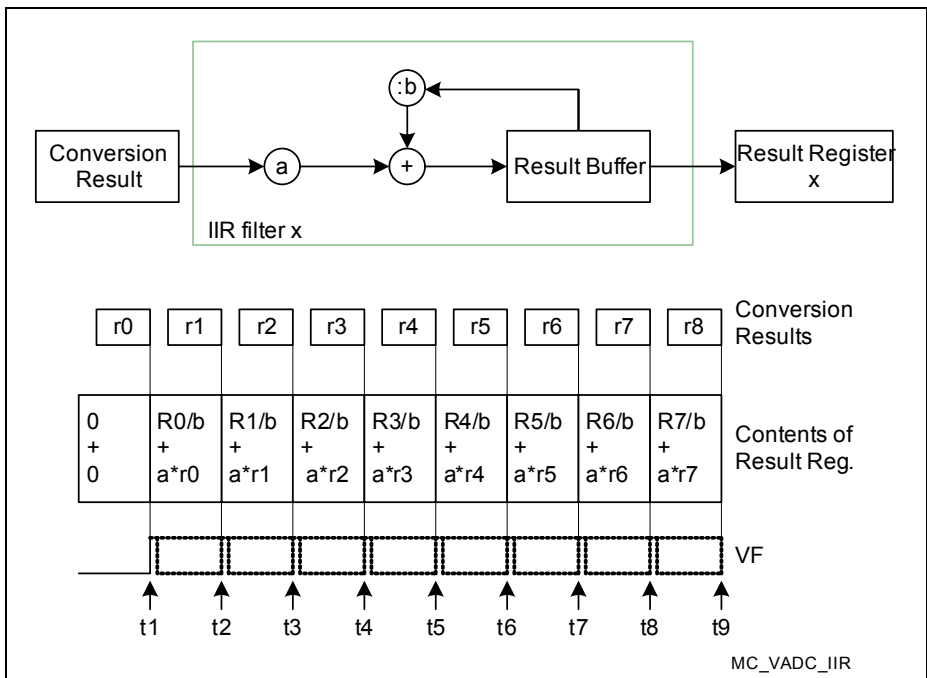 :b
Conversion
Result
a
+
Result Buffer
Result Register
x
IIR filter x
r0 r1 r2 r3 r4 r5 r6 r7 r8
Conversion
Results
0 R0/b R1/b R2/b R3/b R4/b R5/b R6/b R7/b
+ + + + + + + + +
0 a*r0 a*r1 a*r2 a*r3 a*r4 a*r5 a*r6 a*r7
Contents of
Result Reg.
VF
t1 t2 t3 t4 t5 t6 t7 t8 t9
MC_VADC_IIR